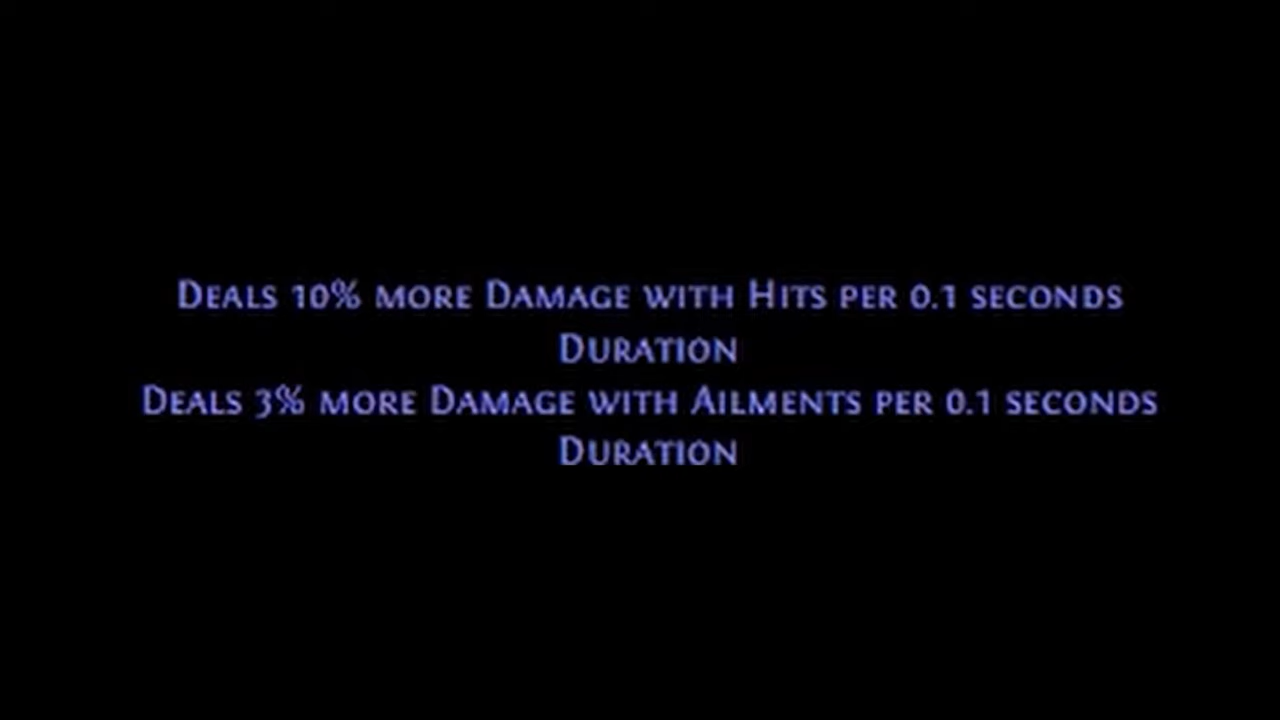 Deals 10% more Damage with Hits per 0.1 seconds
Duration
Deals 3% more Damage with Ailments per 0.1 seconds
Duration